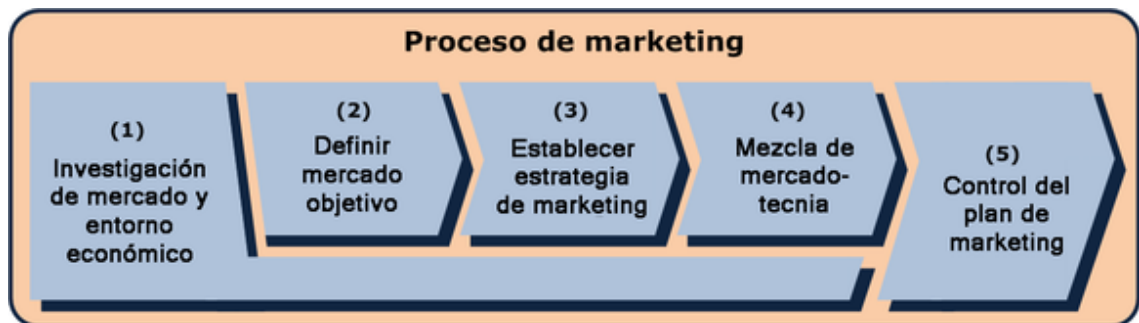 Proceso de marketing
(1)
Investigación
de mercado y
entorno
económico
(2)
Definir
mercado
objetivo
(3)
Establecer
estrategia
de marketing
(4)
Mezcla de
mercado-
tecnia
(5)
Control del
plan de
marketing